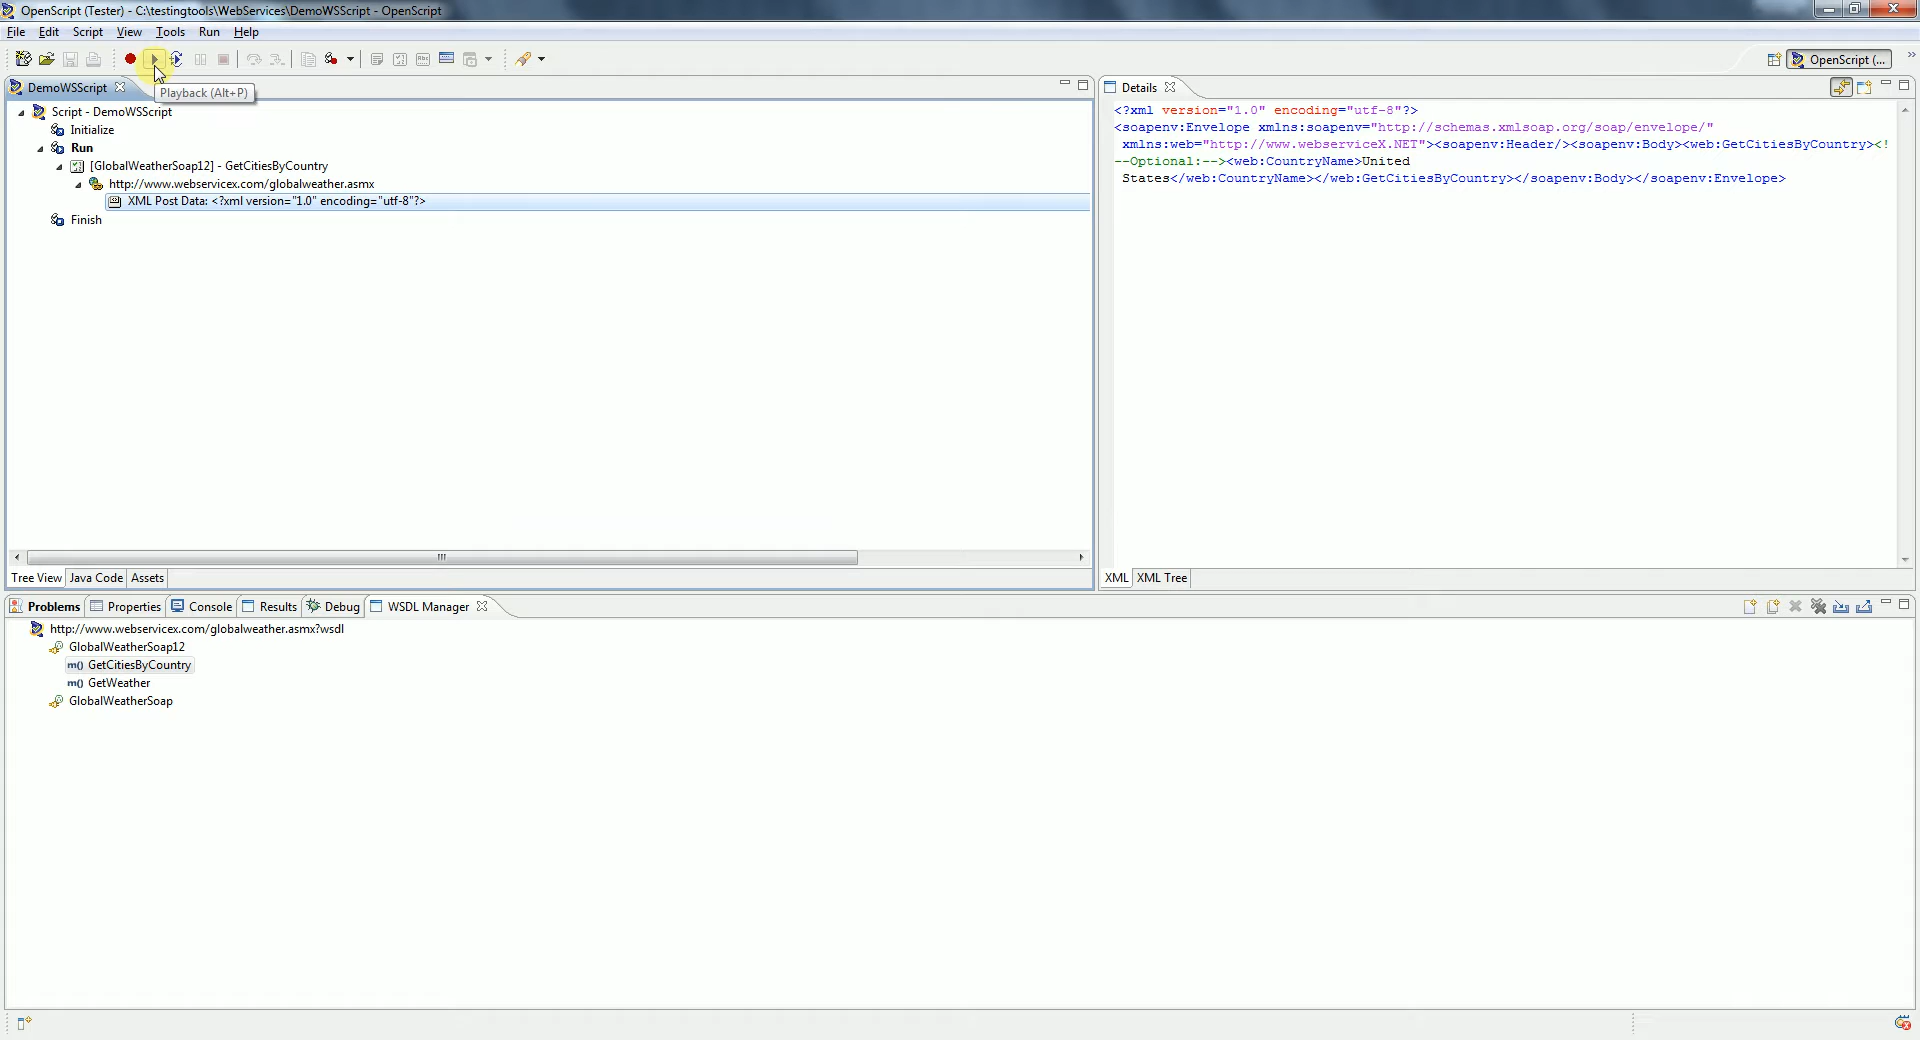 OpenScript (Tester) - C:\testingtools\WebServices\DemoWSScript - OpenScript
File Edit Script View Tools Run Help
OpenScript (...
Playback (Alt+P)
DemoWSScript
Script - DemoWSScript
Initialize
Run
[GlobalWeatherSoap12] - GetCitiesByCountry
http://www.webservicex.com/globalweather.asmx
XML Post Data: <?xml version="1.0" encoding="utf-8"?>
Finish
Tree View Java Code Assets
Details
<?xml version="1.0" encoding="utf-8"?>
<soapenv:Envelope xmlns:soapenv="http://schemas.xmlsoap.org/soap/envelope/"
xmlns:web="http://www.webserviceX.NET"><soapenv:Header/><soapenv:Body><web:GetCitiesByCountry><!
--Optional:--><web:CountryName>United
States</web:CountryName></web:GetCitiesByCountry></soapenv:Body></soapenv:Envelope>
XML XML Tree
Problems Properties Console Results Debug WSDL Manager
http://www.webservicex.com/globalweather.asmx?wsdl
GlobalWeatherSoap12
m() GetCitiesByCountry
m() GetWeather
GlobalWeatherSoap